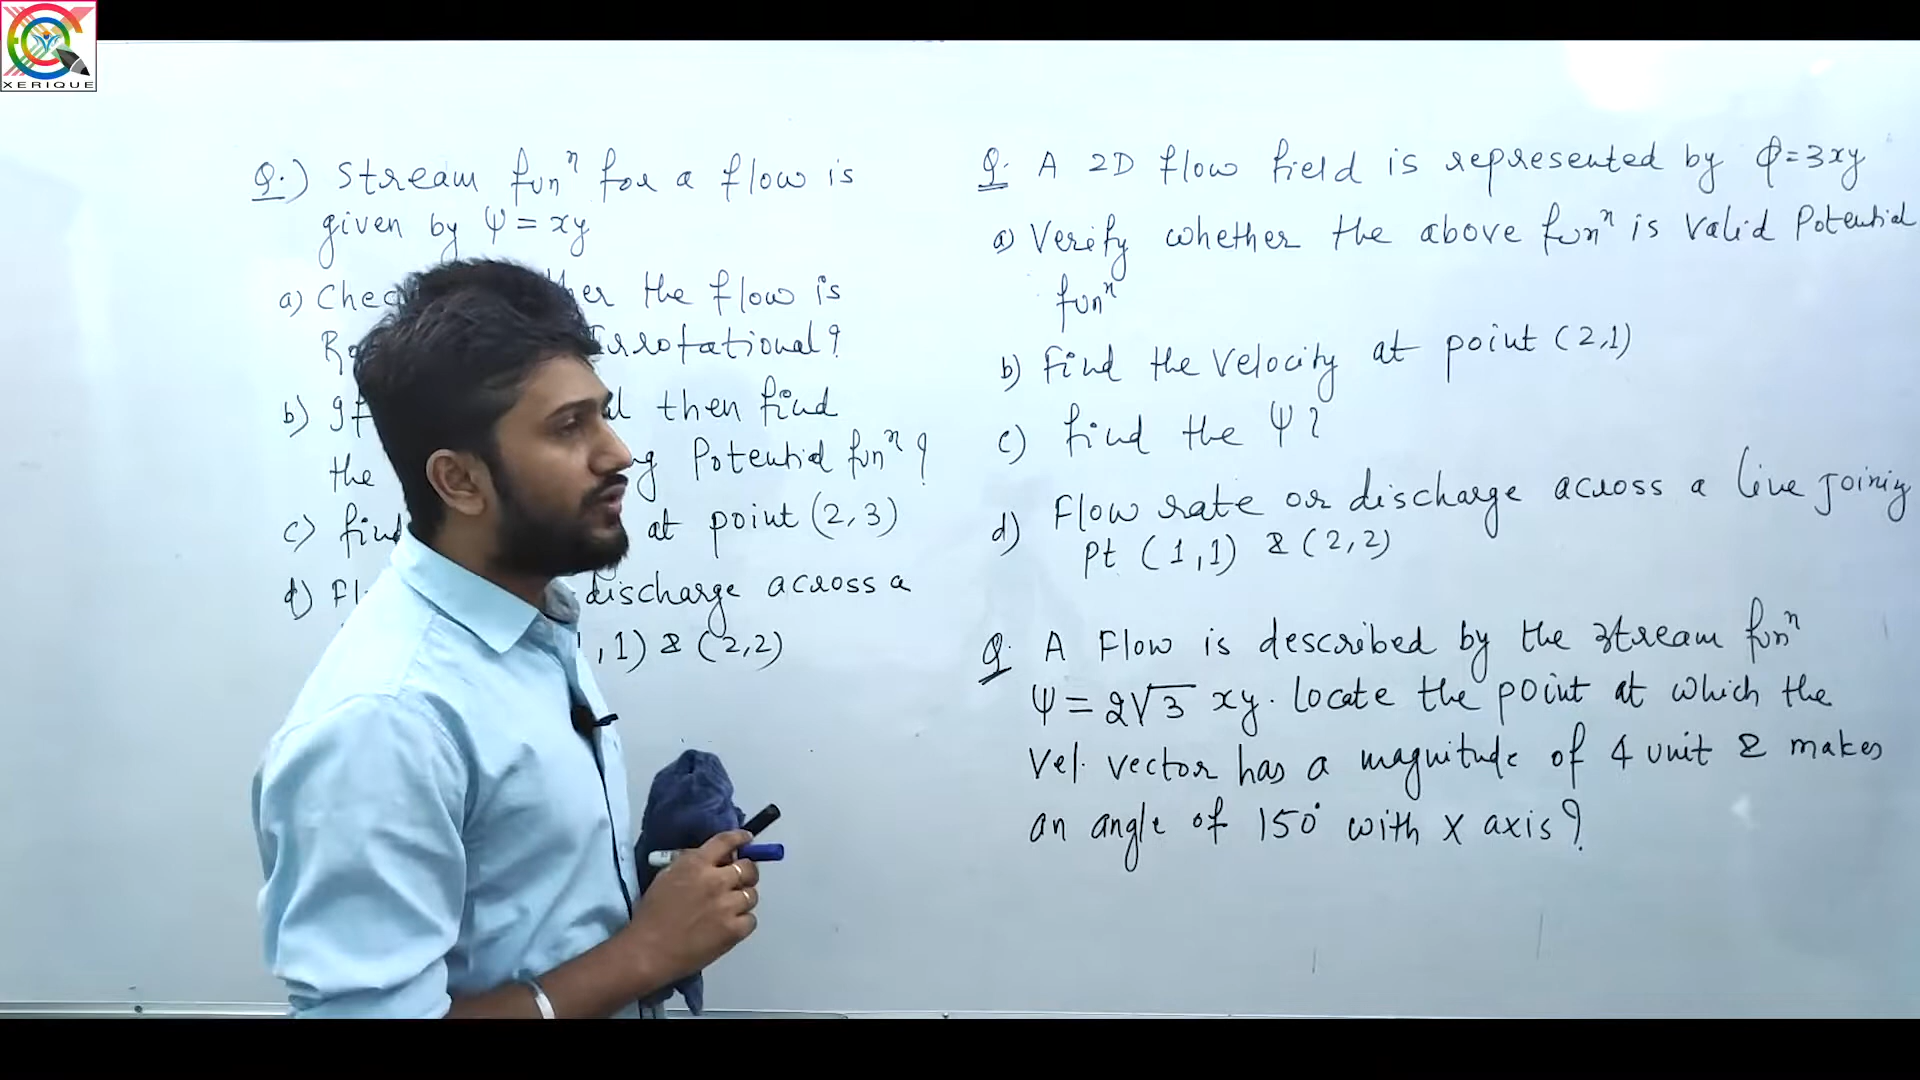 XERIQUE
Q.) Stream funⁿ for a flow is
given by ψ = xy
a) Chec er the flow is
Irrotational?
b) If then find
the Potential funⁿ?
c) find at point (2,3)
d) Fl discharge across a
,1) & (2,2)
Q. A 2D flow field is represented by φ=3xy
a) Verify whether the above funⁿ is valid Potential
funⁿ
b) Find the Velocity at point (2,1)
c) find the ψ?
d) Flow rate or discharge across a line joining
pt (1,1) & (2,2)
Q. A Flow is described by the stream funⁿ
ψ = 2√3 xy. Locate the point at which the
Vel. vector has a magnitude of 4 unit & makes
an angle of 150° with X axis?